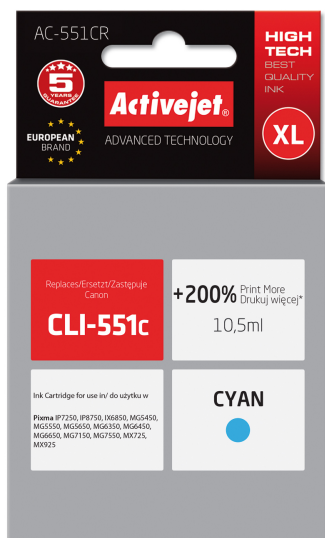 AC-551CR
HIGH
TECH
BEST
QUALITY
INK
5
YEARS
GUARANTEE
Activejet®
EUROPEAN
BRAND
ADVANCED TECHNOLOGY
XL
Replaces/Ersetzt/Zastępuje
Canon
CLI-551c
+200% Print More
Drukuj więcej*
10,5ml
Ink Cartridge for use in/ do użytku w
Pixma IP7250, IP8750, IX6850, MG5450,
MG5550, MG5650, MG6350, MG6450,
MG6650, MG7150, MG7550, MX725,
MX925
CYAN